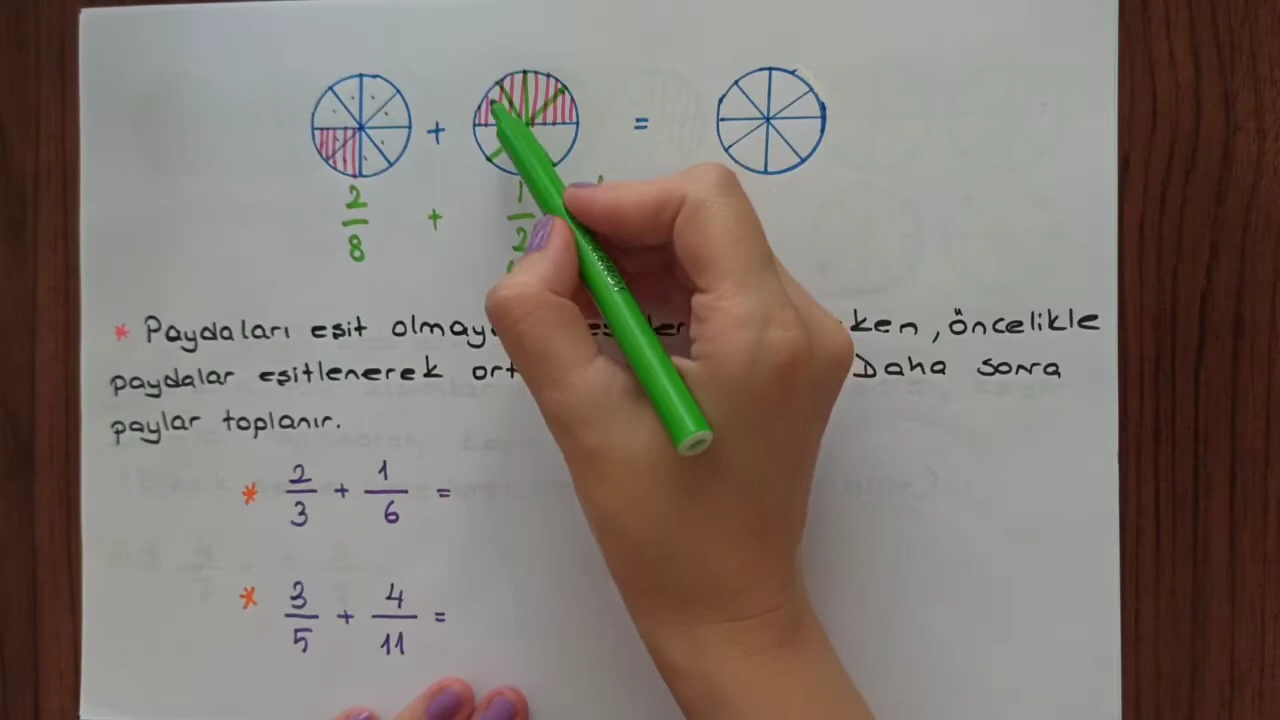 + =
2/8 + 1/2
* Paydaları eşit ken, öncelikle
paydalar eşitlenerek Daha sonra
paylar toplanır.
* 2/3 + 1/6 =
* 3/5 + 4/11 =